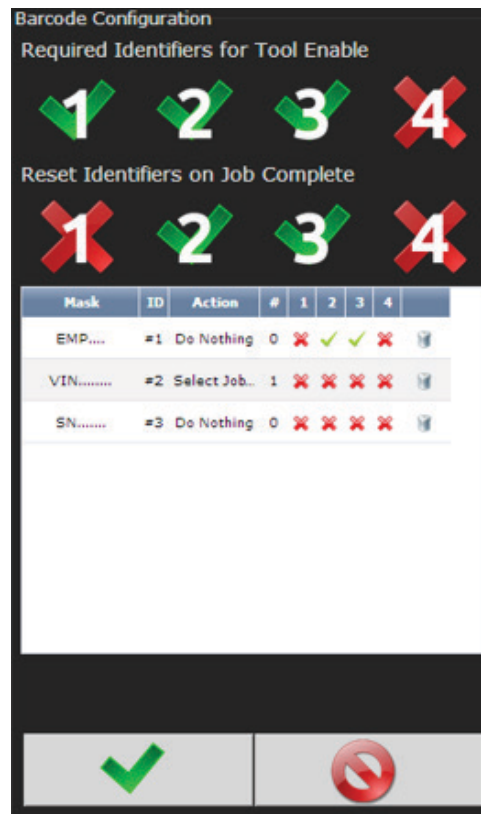 Barcode Configuration
Required Identifiers for Tool Enable
1 2 3 4
Reset Identifiers on Job Complete
1 2 3 4
Mask ID Action # 1 2 3 4
EMP.... #1 Do Nothing 0
VIN........ #2 Select Job... 1
SN....... #3 Do Nothing 0